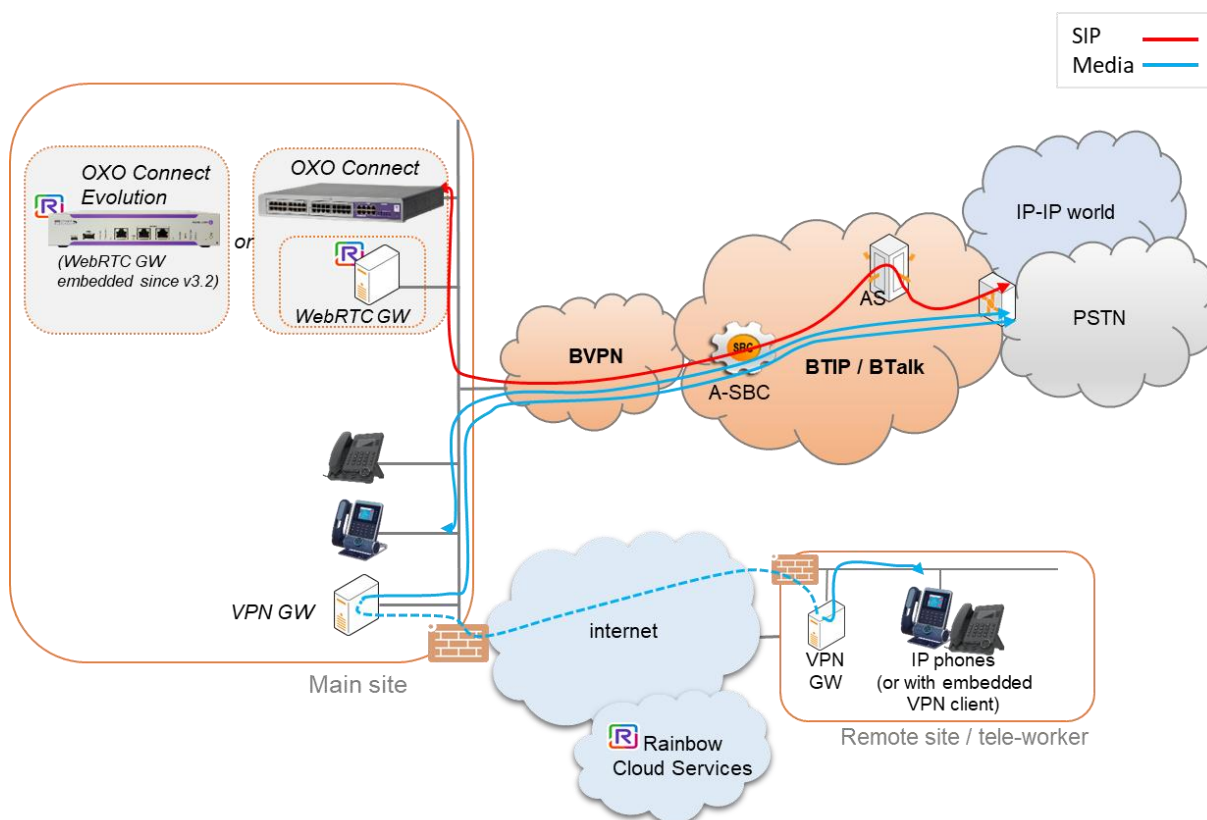 SIP
Media
OXO Connect
Evolution
(WebRTC GW
embedded since v3.2)
or
OXO Connect
WebRTC GW
R
R
BVPN
SBC
A-SBC
AS
BTIP / BTalk
IP-IP world
PSTN
VPN GW
Main site
internet
R
Rainbow
Cloud Services
VPN
GW
IP phones
(or with embedded
VPN client)
Remote site / tele-worker